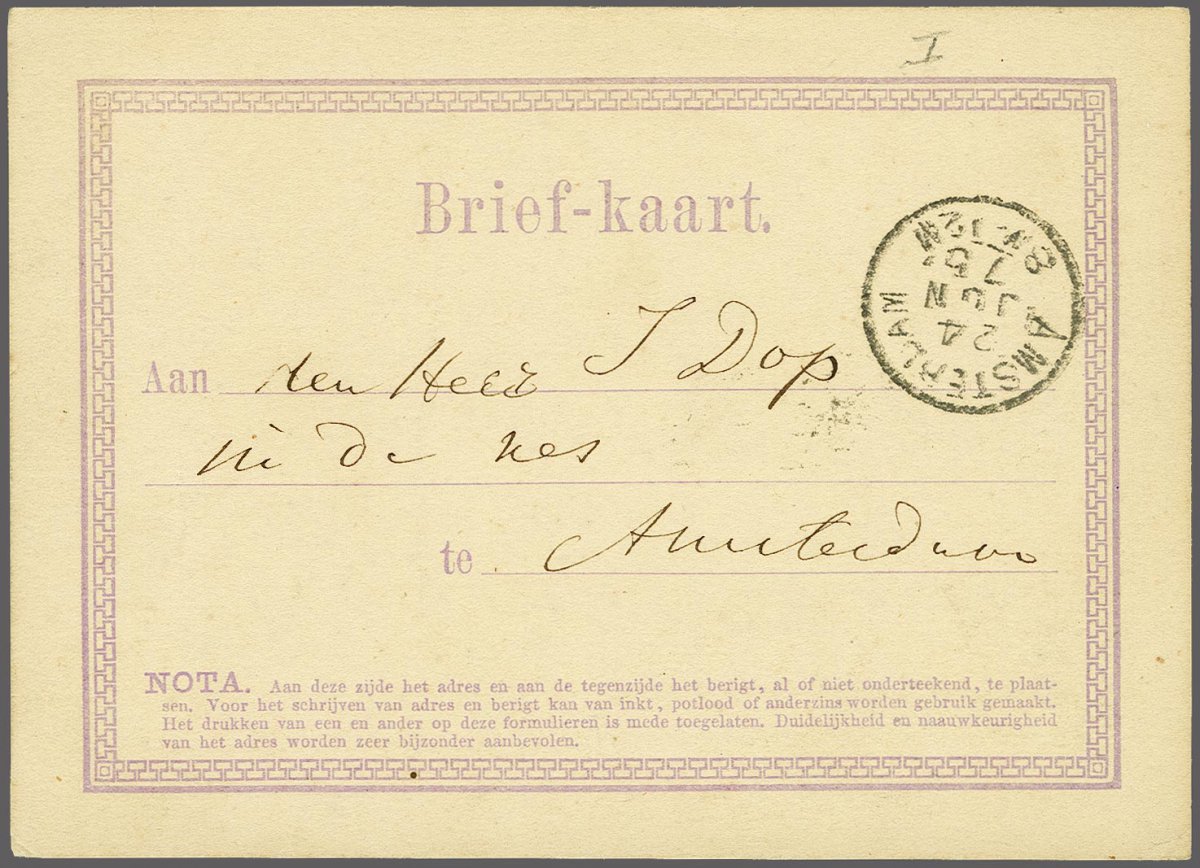 I
Brief-kaart.
AMSTERDAM
24
JUN
75
8M-12M
Aan den Heer J Dop
in de nes
te Amsterdam
NOTA. Aan deze zijde het adres en aan de tegenzijde het berigt, al of niet onderteekend, te plaat-
sen. Voor het schrijven van adres en berigt kan van inkt, potlood of anderzins worden gebruik gemaakt.
Het drukken van een en ander op deze formulieren is mede toegelaten. Duidelijkheid en naauwkeurigheid
van het adres worden zeer bijzonder aanbevolen.